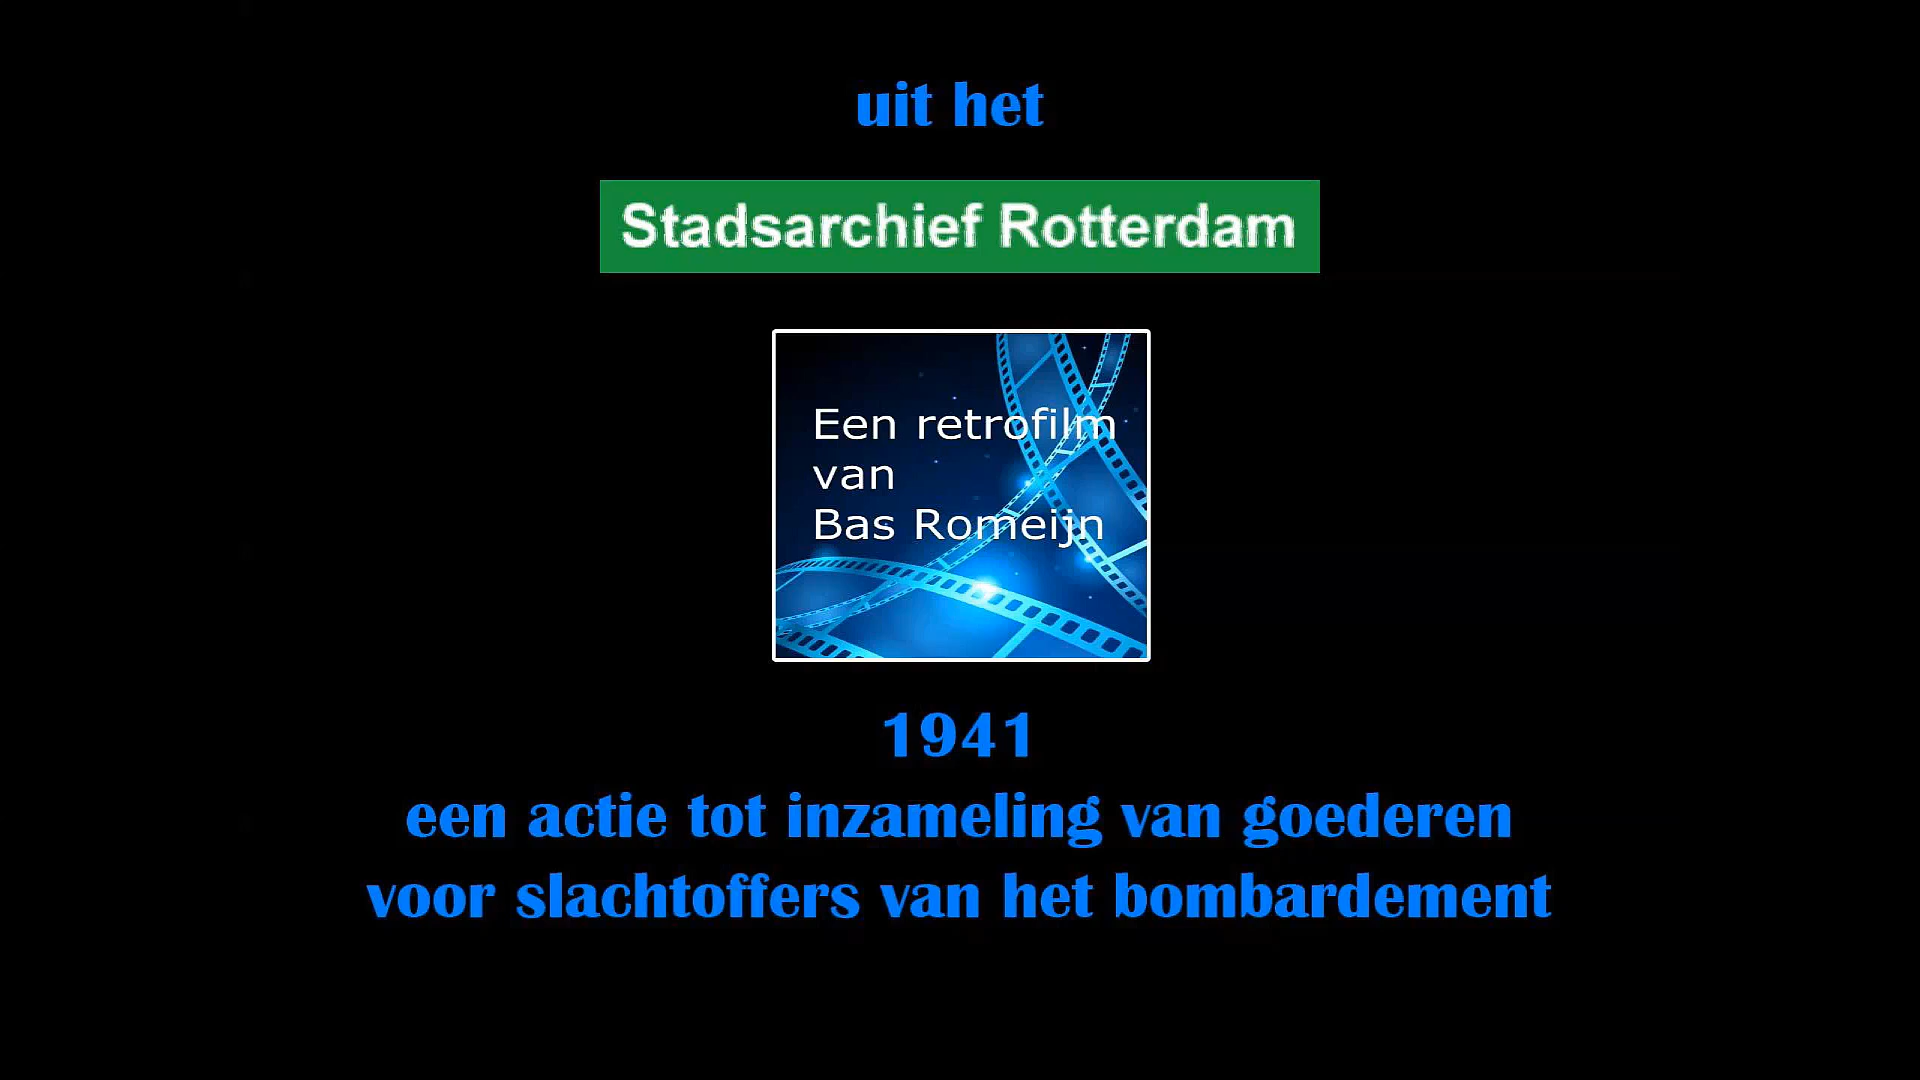 uit het
Stadsarchief Rotterdam
Een retrofilm
van
Bas Romeijn
1941
een actie tot inzameling van goederen
voor slachtoffers van het bombardement